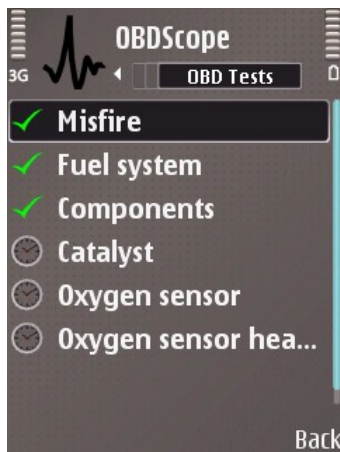 OBDScope
3G
OBD Tests
Misfire
Fuel system
Components
Catalyst
Oxygen sensor
Oxygen sensor hea...
Back